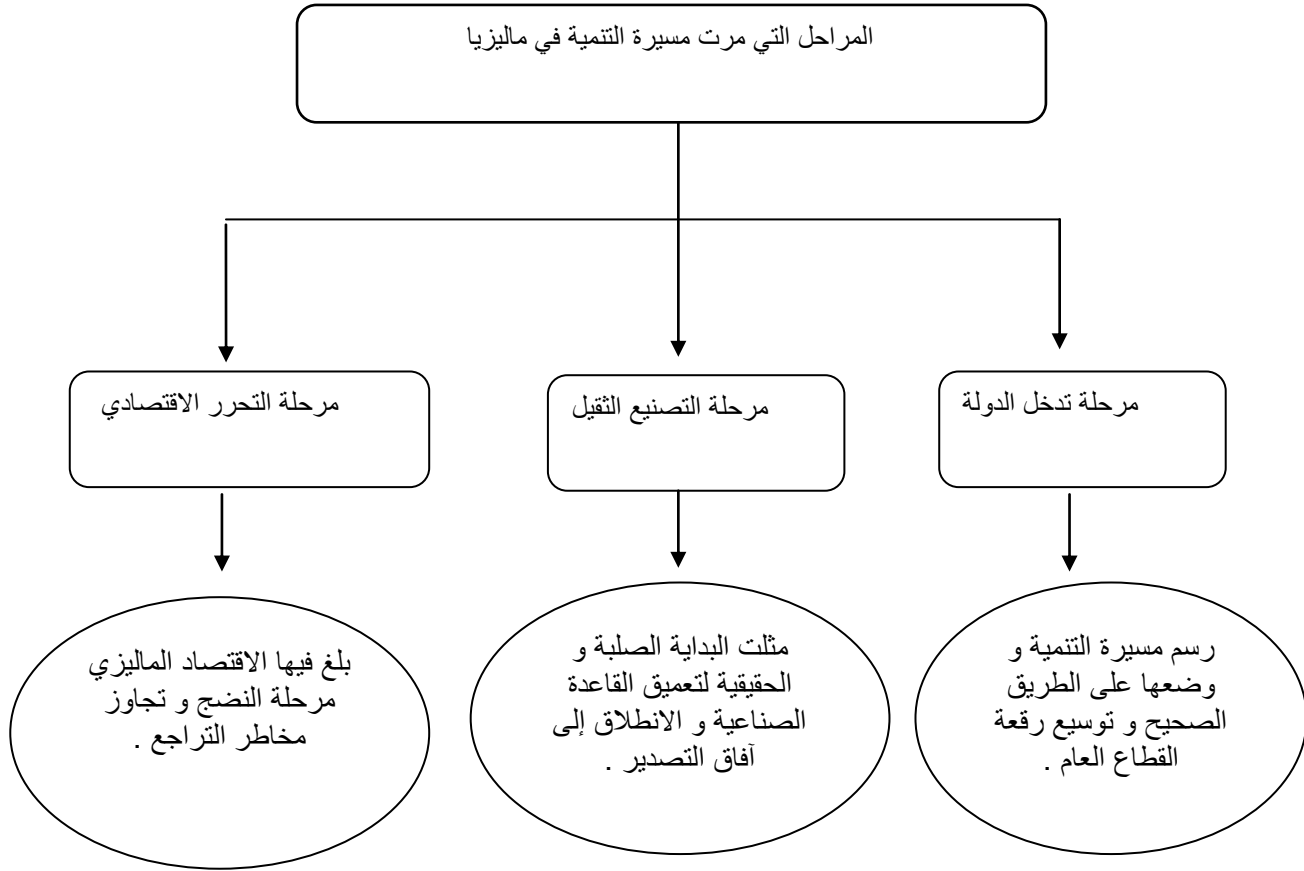 المراحل التي مرت مسيرة التنمية في ماليزيا
مرحلة تدخل الدولة
مرحلة التصنيع الثقيل
مرحلة التحرر الاقتصادي
رسم مسيرة التنمية و
وضعها على الطريق
الصحيح و توسيع رقعة
القطاع العام .
مثلت البداية الصلبة و
الحقيقية لتعميق القاعدة
الصناعية و الانطلاق إلى
آفاق التصدير .
بلغ فيها الاقتصاد الماليزي
مرحلة النضج و تجاوز
مخاطر التراجع .